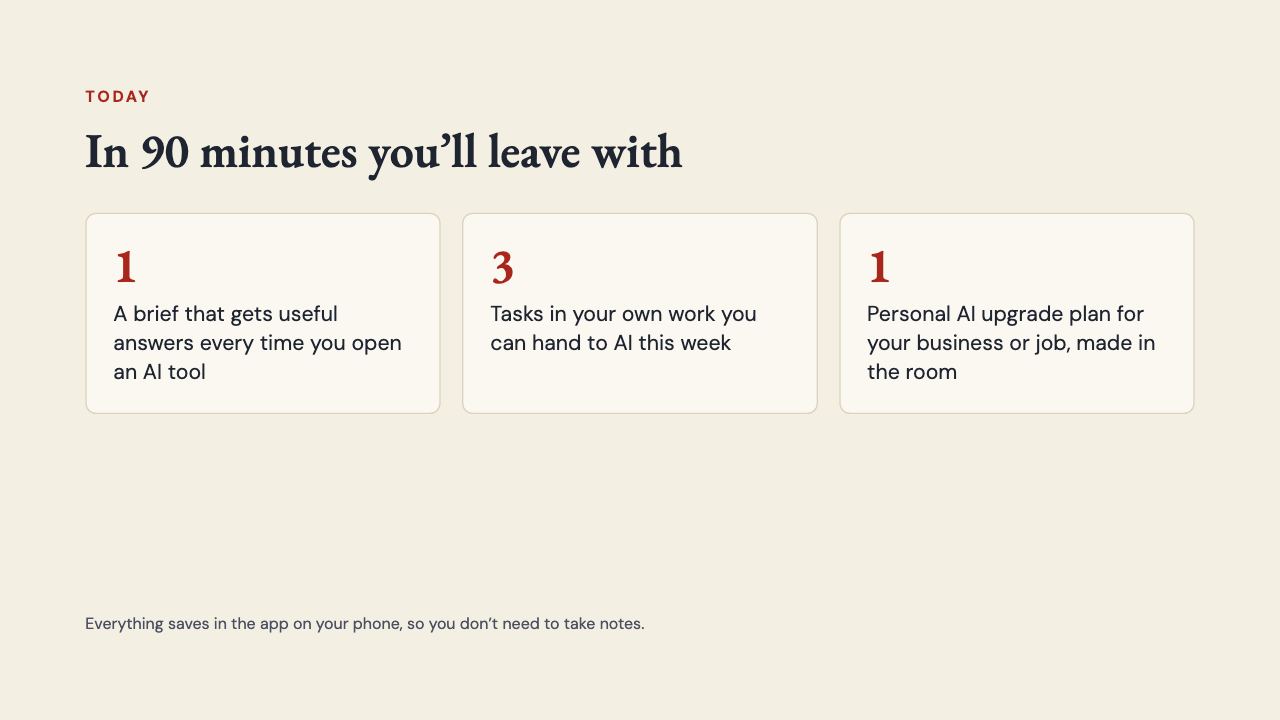 TODAY
In 90 minutes you’ll leave with
1
A brief that gets useful
answers every time you open
an AI tool
3
Tasks in your own work you
can hand to AI this week
1
Personal AI upgrade plan for
your business or job, made in
the room
Everything saves in the app on your phone, so you don’t need to take notes.